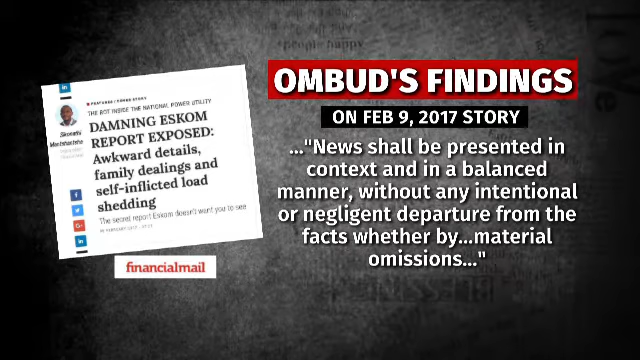 FEATURES / COVER STORY
THE ROT INSIDE THE NATIONAL POWER UTILITY
DAMNING ESKOM
REPORT EXPOSED:
Awkward details,
family dealings and
self-inflicted load
shedding
The secret report Eskom doesn't want you to see
Sikonathi
Mantshantsha
financialmail
OMBUD'S FINDINGS
ON FEB 9, 2017 STORY
..."News shall be presented in
context and in a balanced
manner, without any intentional
or negligent departure from the
facts whether by...material
omissions..."